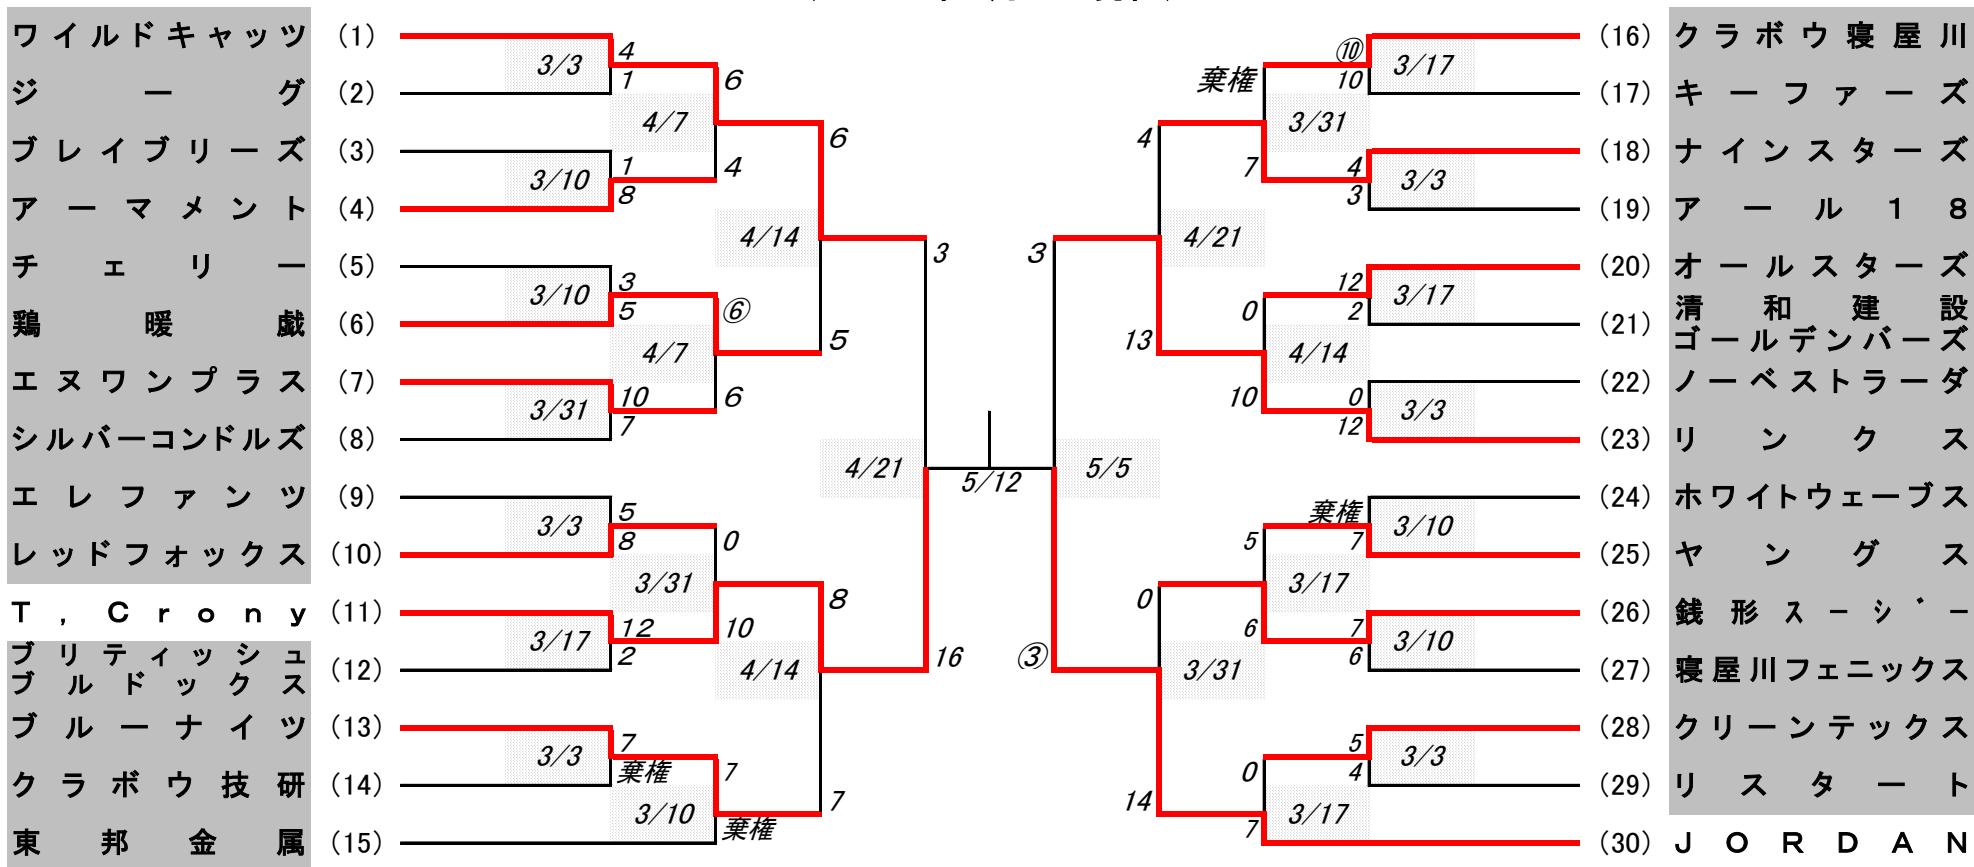 ワイルドキャッツ (1)
ジーグ (2)
ブレイブリーズ (3)
アーマメント (4)
チェリー (5)
鶏暖戯 (6)
エヌワンプラス (7)
シルバーコンドルズ (8)
エレファンツ (9)
レッドフォックス (10)
T,Crony (11)
ブリティッシュ
ブルドックス (12)
ブルーナイツ (13)
クラボウ技研 (14)
東邦金属 (15)
3/3 4
1
3/10 1
8
3/10 3
5
3/31 10
7
3/3 5
8
3/17 12
2
3/3 7
棄権
4/7 6
4
4/7 ⑥
6
3/31 0
10
3/10 7
棄権
4/14 6
5
4/14 8
7
4/21 3
16
5/12
3 5/5
③
4 4/21
13
0 3/31
14
棄権 3/31
7
0 4/14
10
5 3/17
6
0 3/17
7
⑩ 3/17
10
4 3/3
3
12 3/17
2
0 3/3
12
棄権 3/10
7
7 3/10
6
5 3/3
4
(16) クラボウ寝屋川
(17) キーファーズ
(18) ナインスターズ
(19) アール18
(20) オールスターズ
(21) 清和建設
ゴールデンバーズ
(22) ノーベストラーダ
(23) リンクス
(24) ホワイトウェーブス
(25) ヤングス
(26) 銭形スーシﾞー
(27) 寝屋川フェニックス
(28) クリーンテックス
(29) リスタート
(30) JORDAN